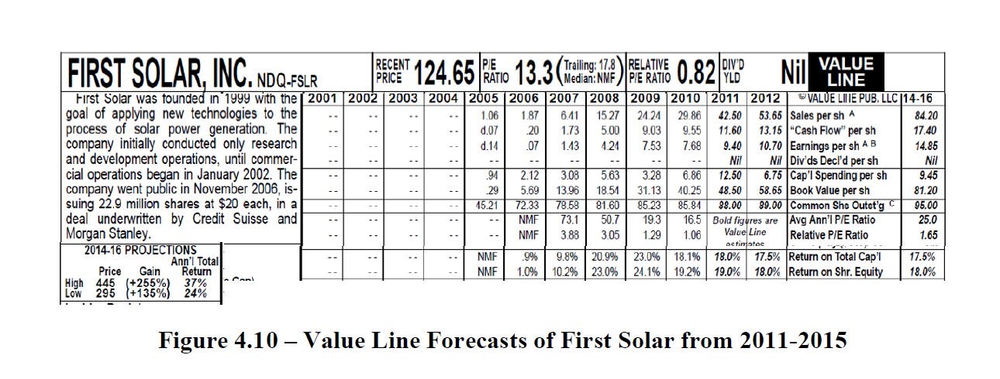 FIRST SOLAR, INC. NDQ-FSLR RECENT PRICE 124.65 P/E RATIO 13.3 (Trailing: 17.8 Median: NMF) RELATIVE P/E RATIO 0.82 DIV'D YLD Nil VALUE LINE
First Solar was founded in 1999 with the
goal of applying new technologies to the
process of solar power generation. The
company initially conducted only research
and development operations, until commer-
cial operations began in January 2002. The
company went public in November 2006, is-
suing 22.9 million shares at $20 each, in a
deal underwritten by Credit Suisse and
Morgan Stanley.
2001 2002 2003 2004 2005 2006 2007 2008 2009 2010 2011 2012 © VALUE LINE PUB. LLC 14-16
-- -- -- -- 1.06 1.87 6.41 15.27 24.24 29.86 42.50 53.65 Sales per sh A 84.20
-- -- -- -- d.07 .20 1.73 5.00 9.03 9.55 11.60 13.15 "Cash Flow" per sh 17.40
-- -- -- -- d.14 .07 1.43 4.24 7.53 7.68 9.40 10.70 Earnings per sh A B 14.85
-- -- -- -- -- -- -- -- -- -- Nil Nil Div'ds Decl'd per sh Nil
-- -- -- -- .94 2.12 3.08 5.63 3.28 6.86 12.50 6.75 Cap'l Spending per sh 9.45
-- -- -- -- .29 5.69 13.96 18.54 31.13 40.25 48.50 58.65 Book Value per sh 81.20
-- -- -- -- 45.21 72.33 78.58 81.60 85.23 85.84 88.00 89.00 Common Shs Outst'g C 95.00
-- -- -- -- -- NMF 73.1 50.7 19.3 16.5 Bold figures are Avg Ann'l P/E Ratio 25.0
-- -- -- -- -- NMF 3.88 3.05 1.29 1.06 Value Line Relative P/E Ratio 1.65
estimates
-- -- -- -- NMF .9% 9.8% 20.9% 23.0% 18.1% 18.0% 17.5% Return on Total Cap'l 17.5%
-- -- -- -- NMF 1.0% 10.2% 23.0% 24.1% 19.2% 19.0% 18.0% Return on Shr. Equity 18.0%
2014-16 PROJECTIONS
Ann'l Total
Price Gain Return
High 445 (+255%) 37%
Low 295 (+135%) 24%
Figure 4.10 – Value Line Forecasts of First Solar from 2011-2015